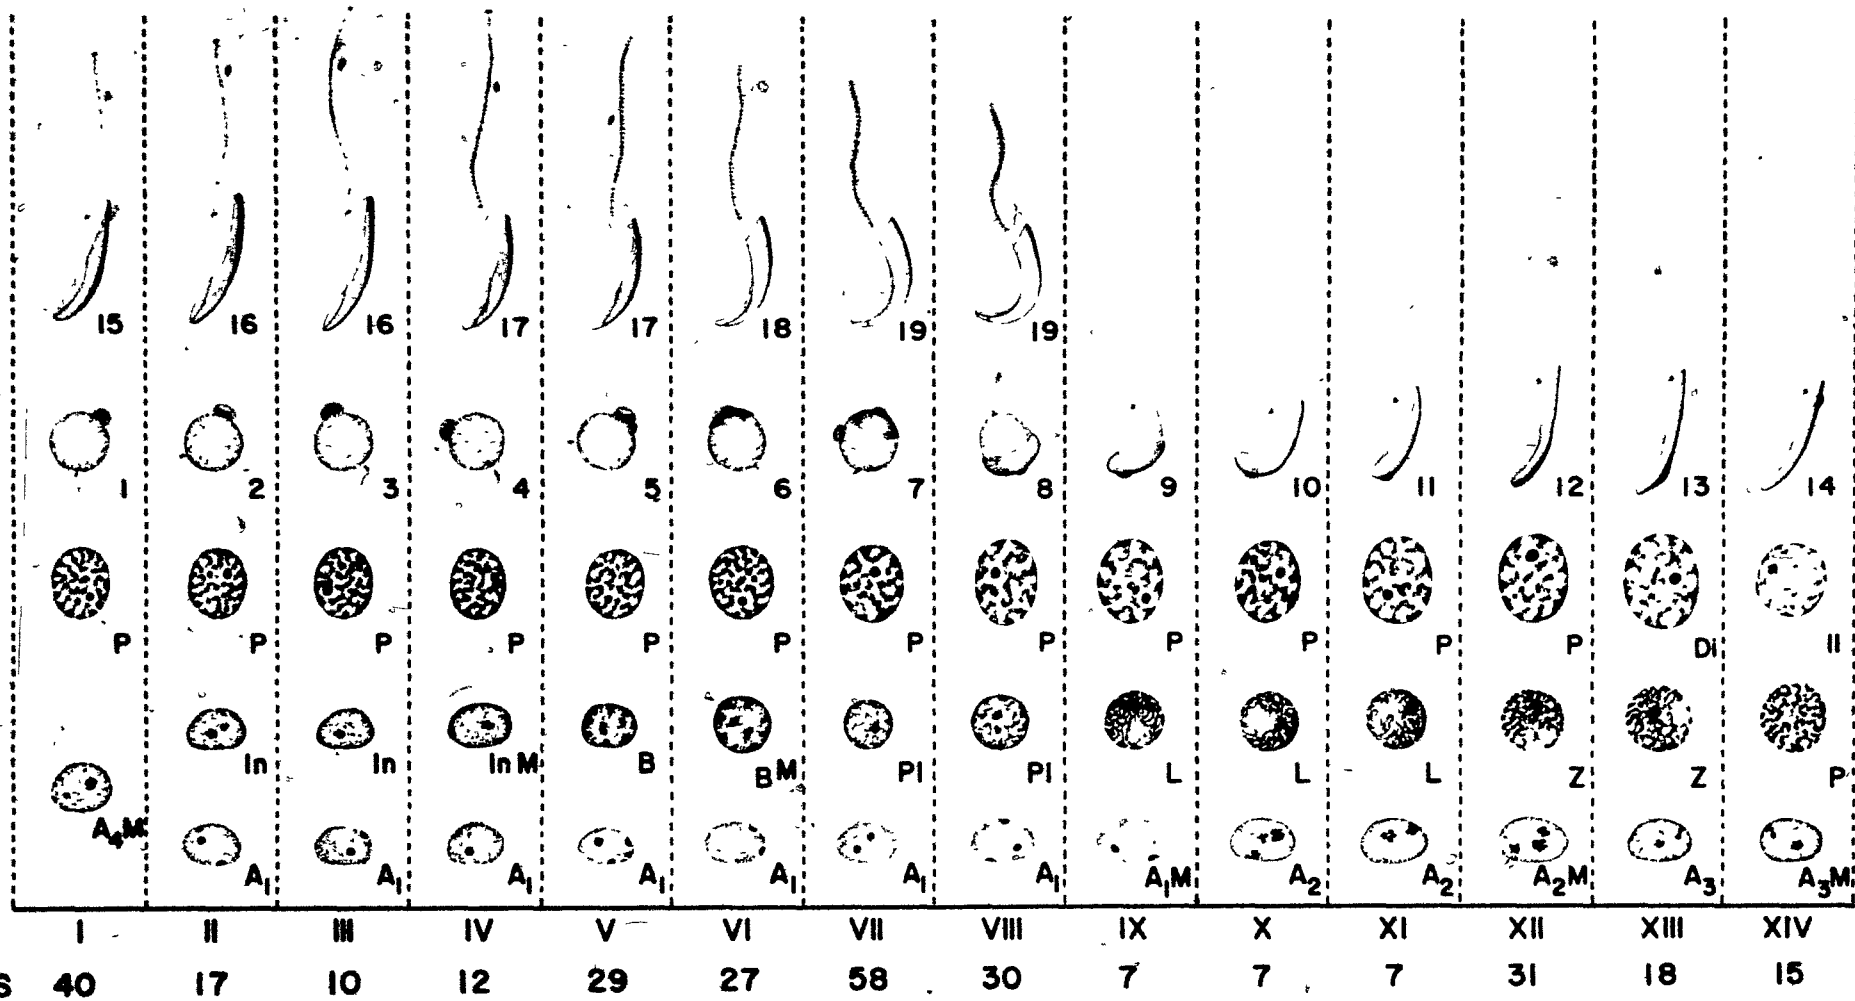 15 16 16 17 17 18 19 19
1 2 3 4 5 6 7 8 9 10 11 12 13 14
P P P P P P P P P P P P Di II
In In In M B BM Pl Pl L L L Z Z P
A4M A1 A1 A1 A1 A1 A1 A1 A1M A2 A2 A2M A3 A3M
I II III IV V VI VII VIII IX X XI XII XIII XIV
S 40 17 10 12 29 27 58 30 7 7 7 31 18 15